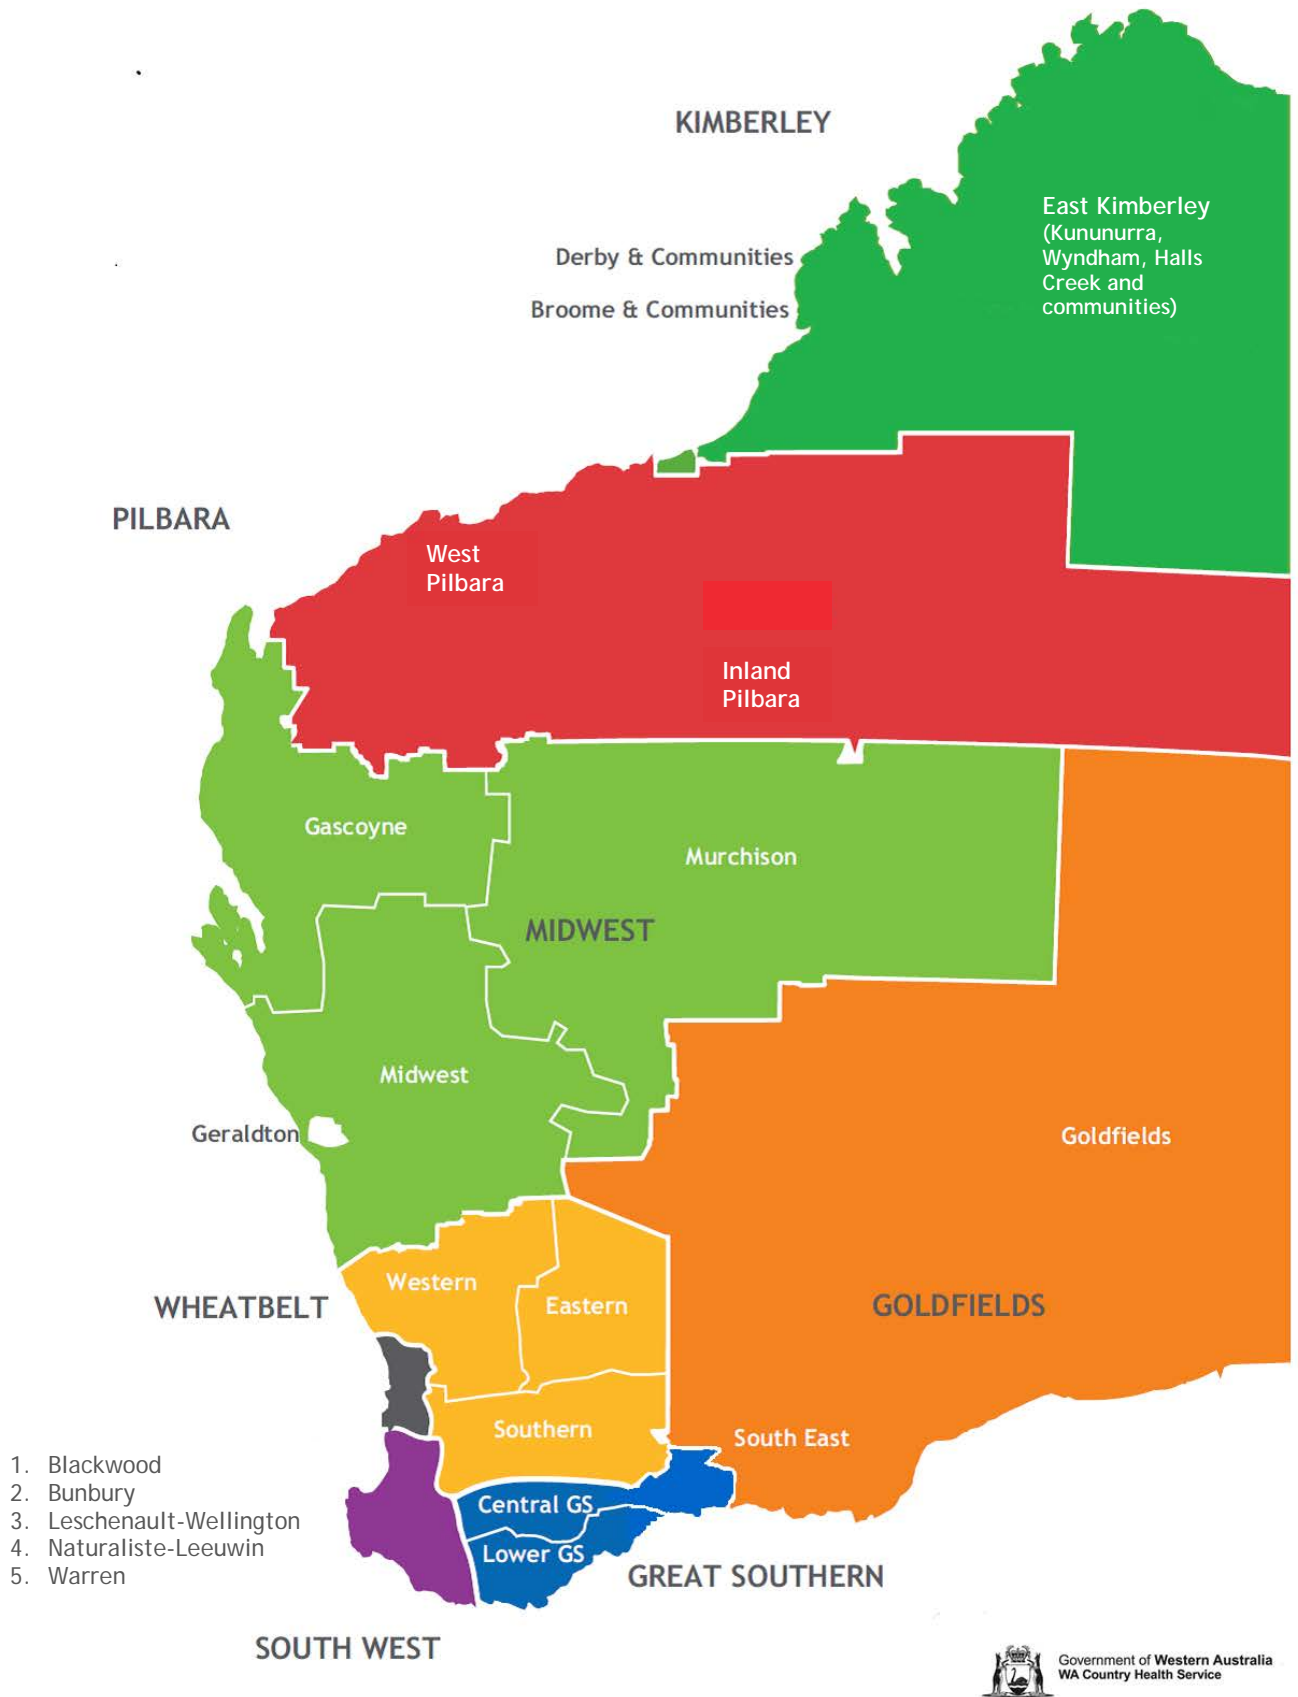 KIMBERLEY
East Kimberley
(Kununurra,
Wyndham, Halls
Creek and
communities)
Derby & Communities
Broome & Communities
PILBARA
West
Pilbara
Inland
Pilbara
Gascoyne
Murchison
MIDWEST
Midwest
Geraldton
Goldfields
Western
WHEATBELT
Eastern
GOLDFIELDS
Southern
South East
1. Blackwood
2. Bunbury
3. Leschenault-Wellington
4. Naturaliste-Leeuwin
5. Warren
Central GS
Lower GS
GREAT SOUTHERN
SOUTH WEST
Government of Western Australia
WA Country Health Service